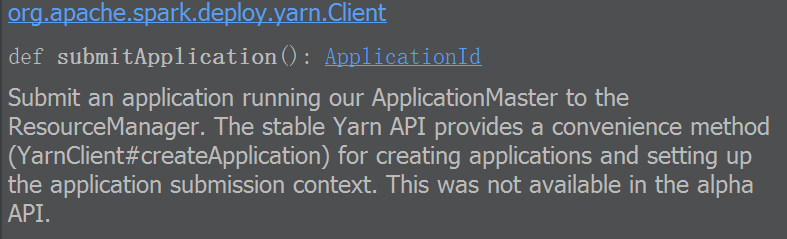 org.apache.spark.deploy.yarn.Client
def submitApplication(): ApplicationId
Submit an application running our ApplicationMaster to the
ResourceManager. The stable Yarn API provides a convenience method
(YarnClient#createApplication) for creating applications and setting up
the application submission context. This was not available in the alpha
API.